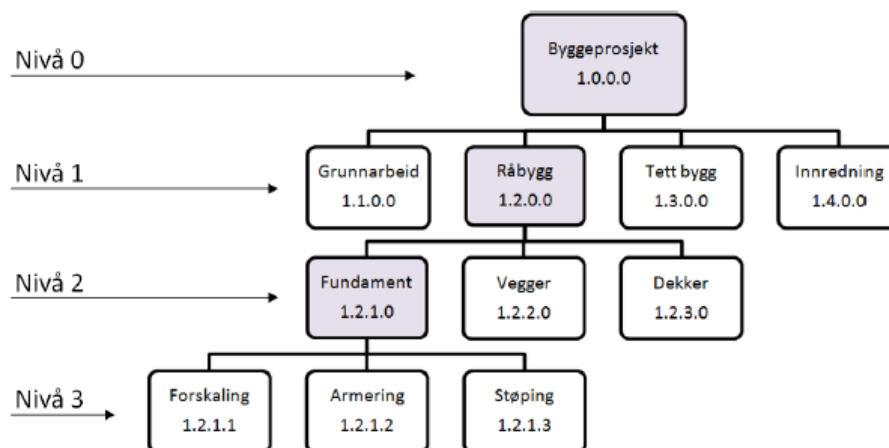 Nivå 0
Byggeprosjekt
1.0.0.0
Nivå 1
Grunnarbeid
1.1.0.0
Råbygg
1.2.0.0
Tett bygg
1.3.0.0
Innredning
1.4.0.0
Nivå 2
Fundament
1.2.1.0
Vegger
1.2.2.0
Dekker
1.2.3.0
Nivå 3
Forskaling
1.2.1.1
Armering
1.2.1.2
Støping
1.2.1.3